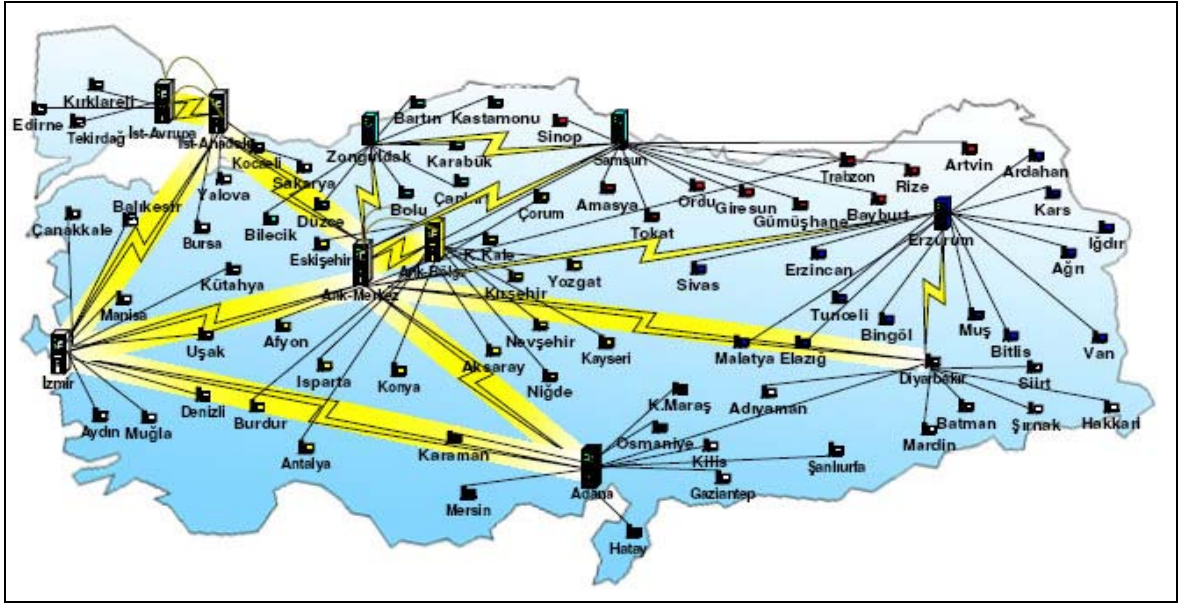 Kırklareli
Edirne
Tekirdağ
İst-Avrupa
İst-Anadolu
Kocaeli
Sakarya
Yalova
Düzce
Bursa
Bilecik
Balıkesir
Çanakkale
Eskişehir
Kütahya
Manisa
Uşak
Afyon
İzmir
Aydın
Muğla
Denizli
Burdur
Isparta
Antalya
Konya
Zonguldak
Bartın
Kastamonu
Karabük
Bolu
Çankırı
Sinop
Samsun
Çorum
Amasya
Tokat
Ordu
Giresun
Gümüşhane
Trabzon
Rize
Bayburt
Artvin
Ardahan
Kars
Iğdır
Ağrı
Erzurum
Erzincan
Sivas
Tunceli
Bingöl
Muş
Bitlis
Van
Ank-Merkez
Ank-Bölge
K. Kale
Yozgat
Kırşehir
Nevşehir
Kayseri
Aksaray
Niğde
Malatya
Elazığ
Diyarbakır
Siirt
Batman
Şırnak
Hakkari
Mardin
Adıyaman
K.Maraş
Osmaniye
Kilis
Şanlıurfa
Gaziantep
Karaman
Mersin
Adana
Hatay